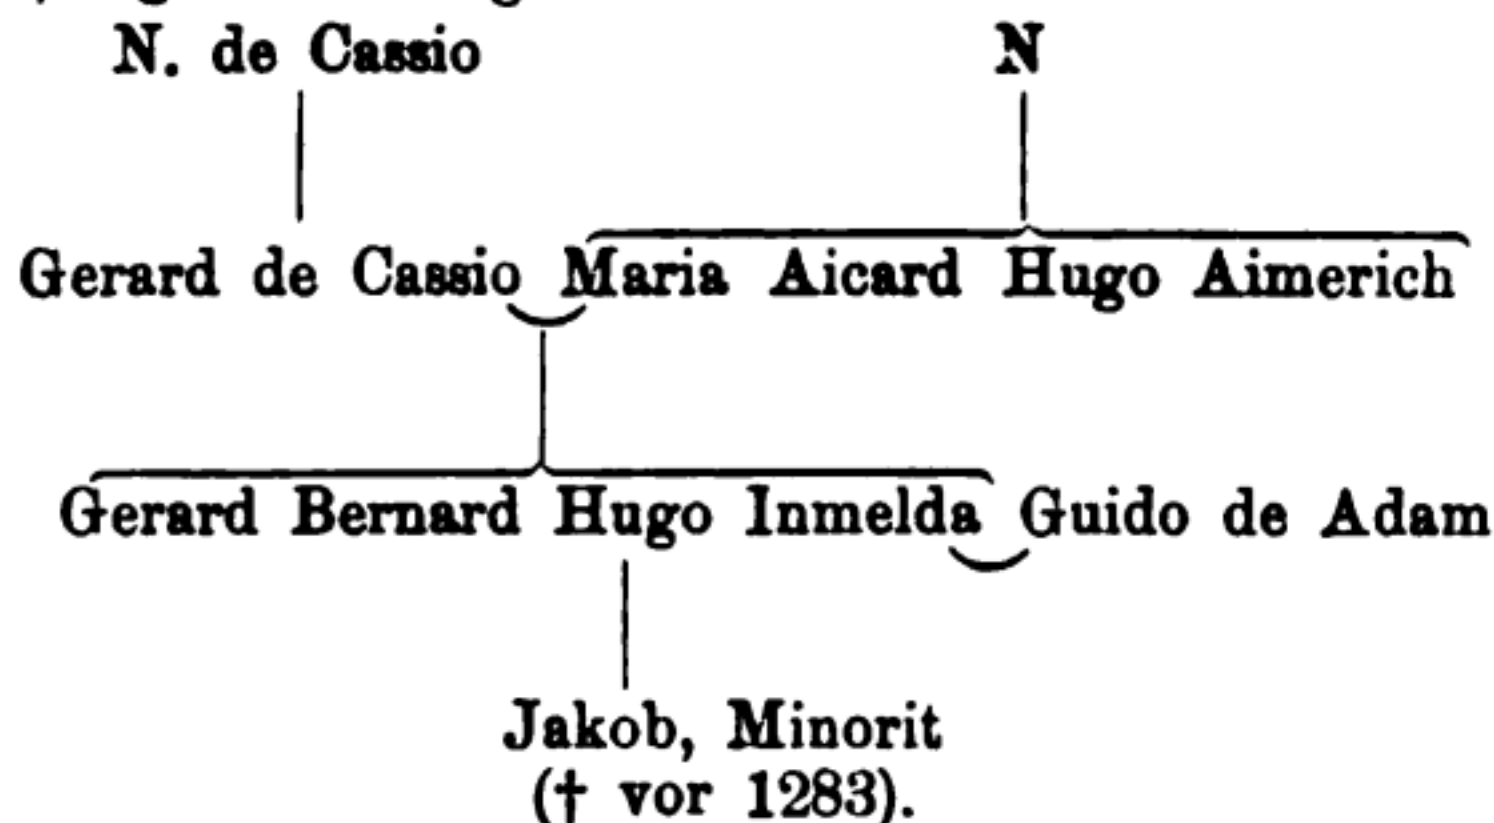 N. de Cassio N
Gerard de Cassio Maria Aicard Hugo Aimerich
Gerard Bernard Hugo Inmelda Guido de Adam
Jakob, Minorit
(† vor 1283).